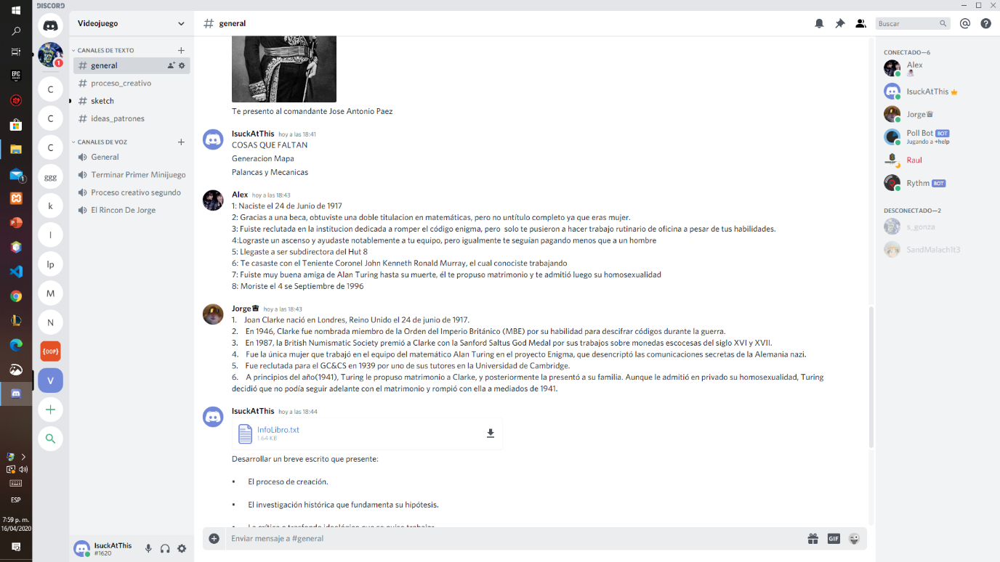 DISCORD
Videojuego
general
Buscar
CANALES DE TEXTO
general
proceso_creativo
sketch
ideas_patrones
CANALES DE VOZ
General
Terminar Primer Minijuego
Proceso creativo segundo
El Rincon De Jorge
C
C
C
ggg
k
I
lp
M
N
{OOP}
V
1
EPIC
GAMES
1
ESP
7:59 p. m.
16/04/2020
IsuckAtThis
#1620
Te presento al comandante Jose Antonio Paez
IsuckAtThis hoy a las 18:41
COSAS QUE FALTAN
Generacion Mapa
Palancas y Mecanicas
Alex hoy a las 18:43
1: Naciste el 24 de Junio de 1917
2: Gracias a una beca, obtuviste una doble titulacion en matemáticas, pero no untítulo completo ya que eras mujer.
3: Fuiste reclutada en la institucion dedicada a romper el código enigma, pero solo te pusieron a hacer trabajo rutinario de oficina a pesar de tus habilidades.
4:Lograste un ascenso y ayudaste notablemente a tu equipo, pero igualmente te seguían pagando menos que a un hombre
5: Llegaste a ser subdirectora del Hut 8
6: Te casaste con el Teniente Coronel John Kenneth Ronald Murray, el cual conociste trabajando
7: Fuiste muy buena amiga de Alan Turing hasta su muerte, él te propuso matrimonio y te admitió luego su homosexualidad
8: Moriste el 4 se Septiembre de 1996
Jorge♕ hoy a las 18:43
1. Joan Clarke nació en Londres, Reino Unido el 24 de junio de 1917.
2. En 1946, Clarke fue nombrada miembro de la Orden del Imperio Británico (MBE) por su habilidad para descifrar códigos durante la guerra.
3. En 1987, la British Numismatic Society premió a Clarke con la Sanford Saltus God Medal por sus trabajos sobre monedas escocesas del siglo XVI y XVII.
4. Fue la única mujer que trabajó en el equipo del matemático Alan Turing en el proyecto Enigma, que desencriptó las comunicaciones secretas de la Alemania nazi.
5. Fue reclutada para el GC&CS en 1939 por uno de sus tutores en la Universidad de Cambridge.
6. A principios del año(1941), Turing le propuso matrimonio a Clarke, y posteriormente la presentó a su familia. Aunque le admitió en privado su homosexualidad, Turing
decidió que no podía seguir adelante con el matrimonio y rompió con ella a mediados de 1941.
IsuckAtThis hoy a las 18:44
InfoLibro.txt
1.64 KB
Desarrollar un breve escrito que presente:
• El proceso de creación.
• El investigación histórica que fundamenta su hipótesis.
• La crítica o trasfondo ideológico que se quiso trabajar.
Enviar mensaje a #general
GIF
CONECTADO—6
Alex
IsuckAtThis
Jorge♕
Poll Bot BOT
Jugando a +help
Raul
Rythm BOT
DESCONECTADO—2
s_gonza
SandMalach1t3